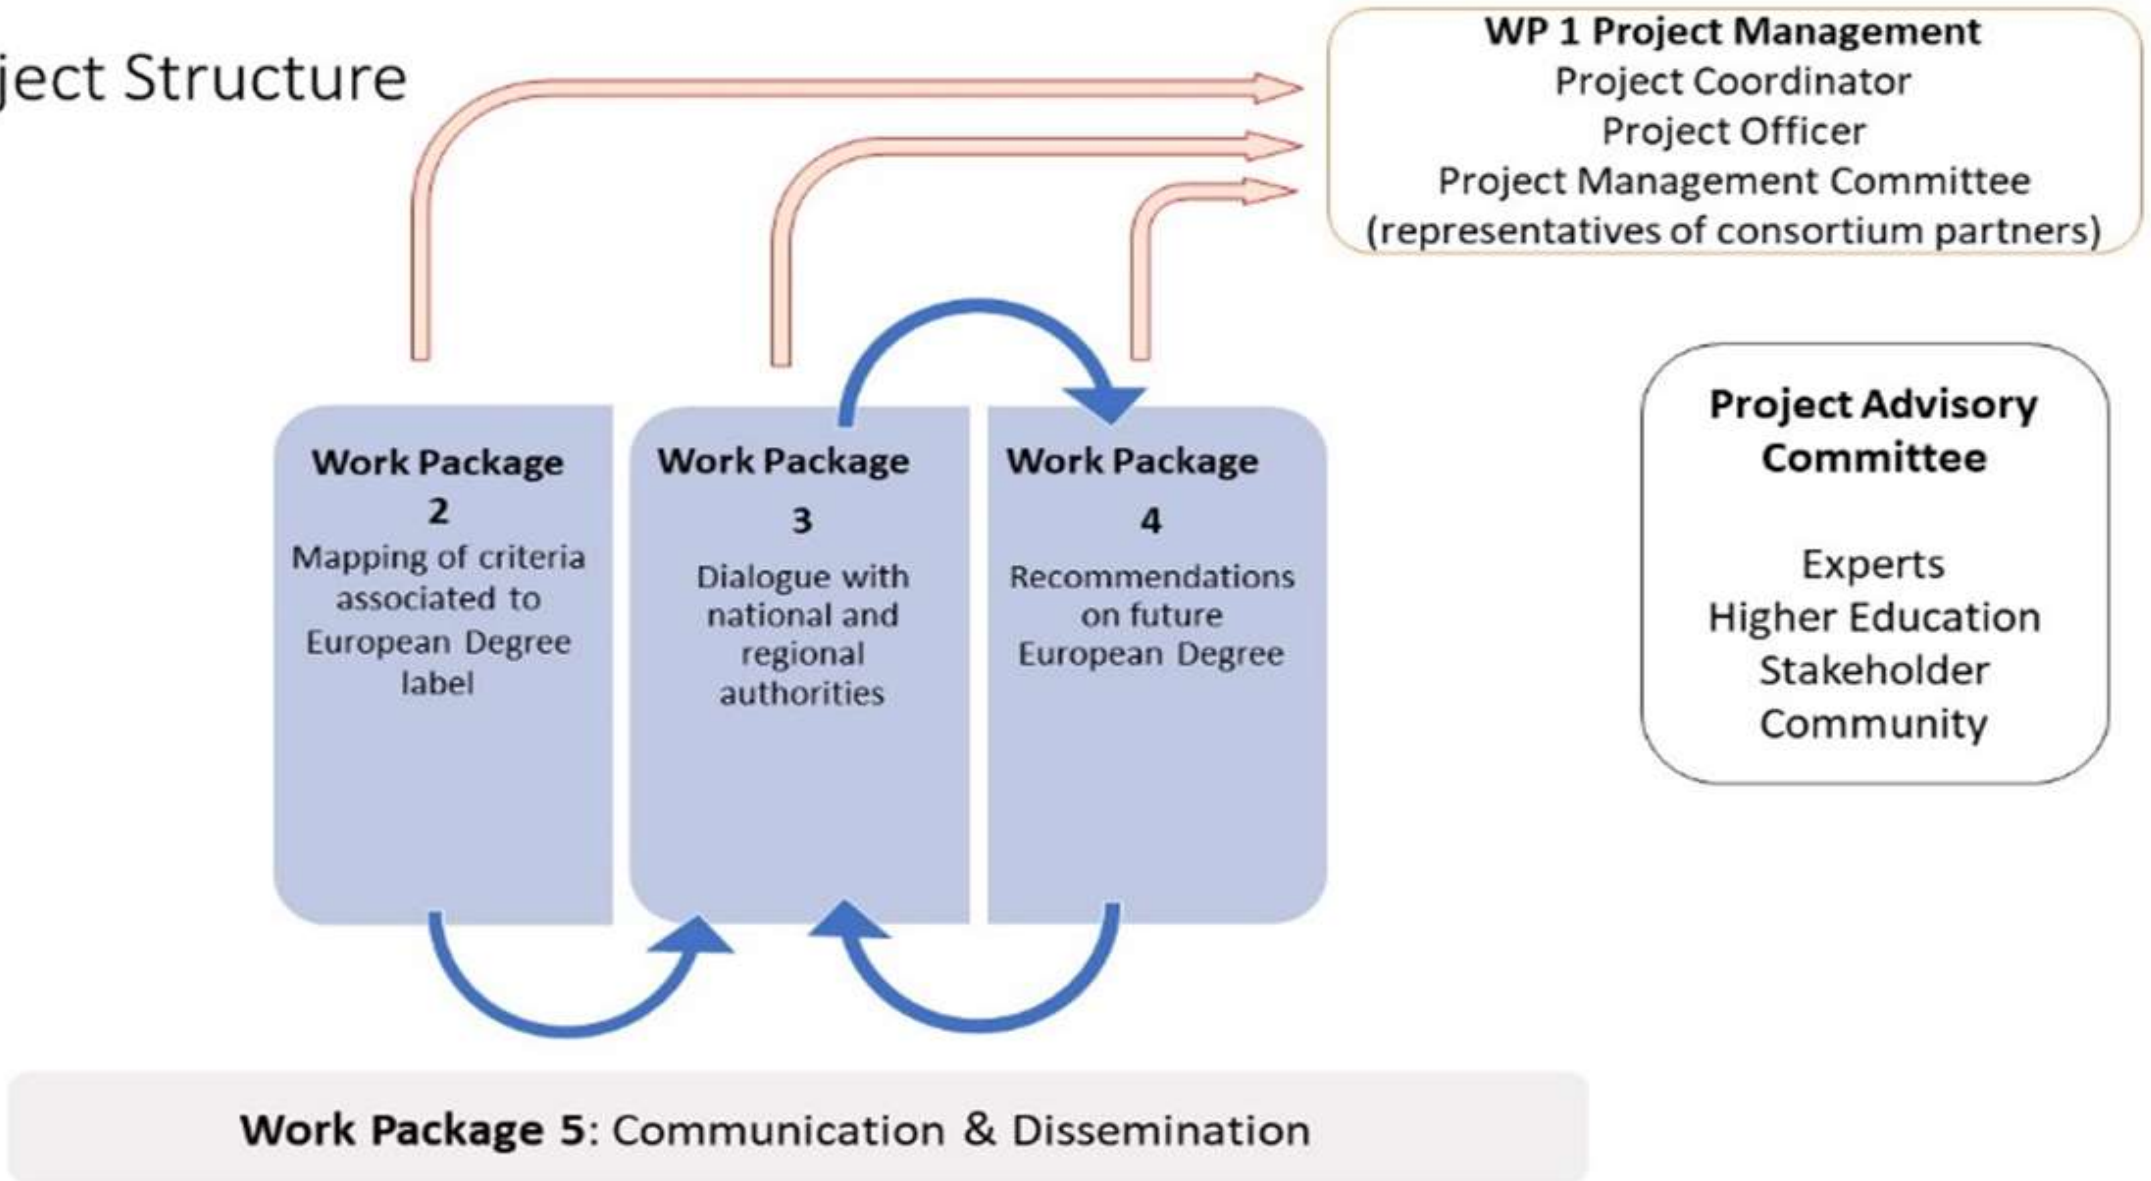 ject Structure
WP 1 Project Management
Project Coordinator
Project Officer
Project Management Committee
(representatives of consortium partners)
Work Package
2
Mapping of criteria
associated to
European Degree
label
Work Package
3
Dialogue with
national and
regional
authorities
Work Package
4
Recommendations
on future
European Degree
Project Advisory
Committee
Experts
Higher Education
Stakeholder
Community
Work Package 5: Communication & Dissemination